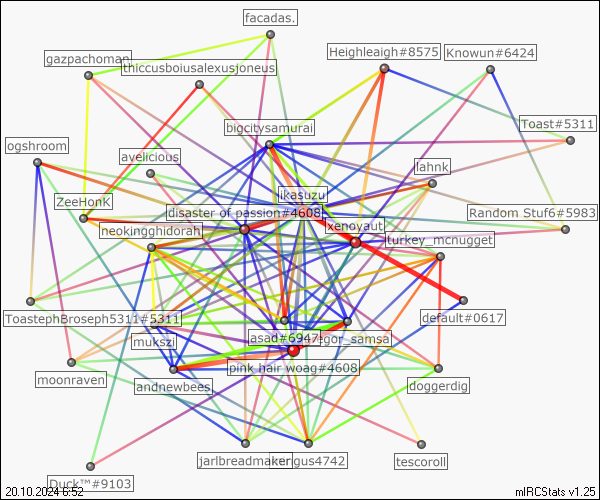 facadas.
gazpachoman
thiccusboiusalexusjoneus
Heighleaigh#8575
Knowun#6424
bigcitysamurai
Toast#5311
ogshroom
avelicious
lahnk
ikasuzu
ZeeHonk
disaster of passion#4608
Random Stuf6#5983
neokingghidorah
xenoyaut
turkey_mcnugget
ToastephBroseph5311#5311
default#0617
mukszi
asad#6947
egor_samsa
pink hair woag#4608
moonraven
andnewbees
doggerdig
jarlbreadmaker
kerigus4742
tescoroll
Duck™#9103
20.10.2024 6:52
mIRCStats v1.25